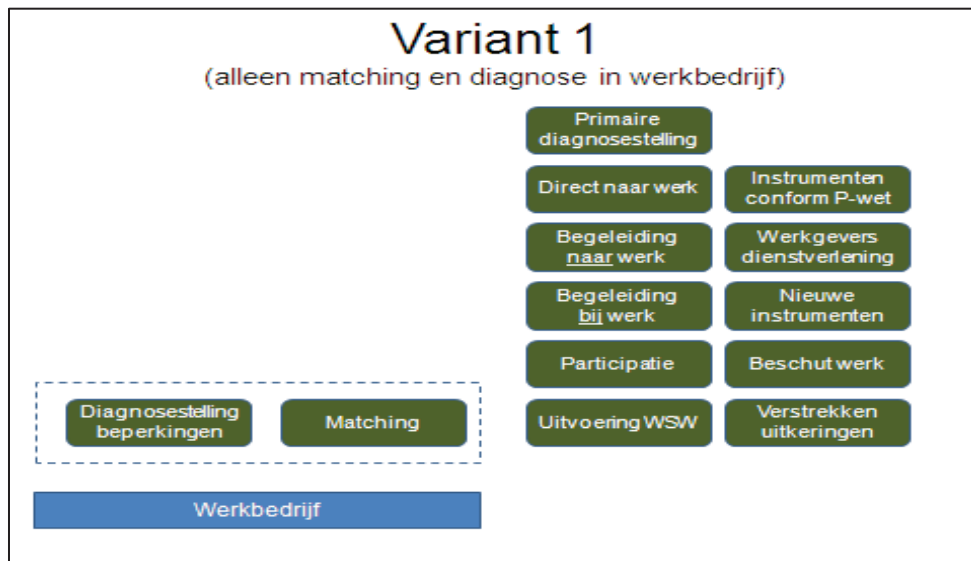 Variant 1
(alleen matching en diagnose in werkbedrijf)
Primaire
diagnosestelling
Direct naar werk
Instrumenten
conform P-wet
Begeleiding
naar werk
Werkgevers
dienstverlening
Begeleiding
bij werk
Nieuwe
instrumenten
Participatie
Beschut werk
Diagnosestelling
beperkingen
Matching
Uitvoering WSW
Verstrekken
uitkeringen
Werkbedrijf